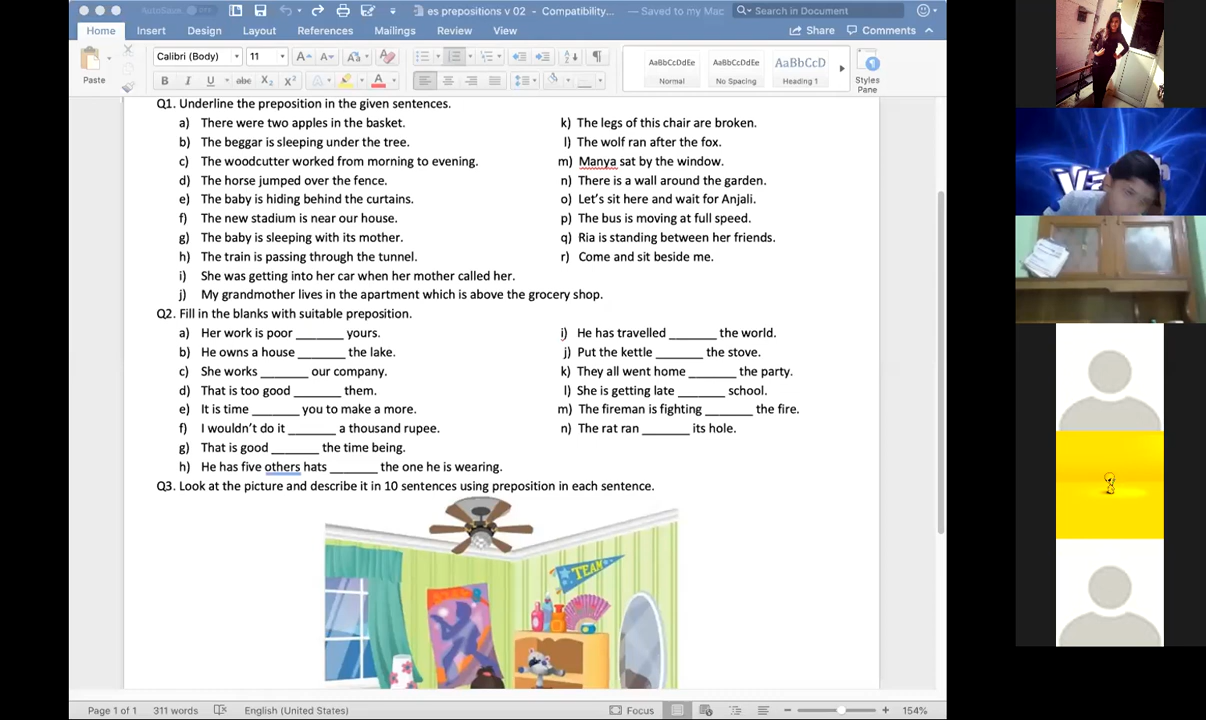 AutoSave OFF es prepositions v 02 - Compatibility... — Saved to my Mac Search in Document
Home Insert Design Layout References Mailings Review View Share Comments
Paste Calibri (Body) 11 AaBbCcDdEe AaBbCcDdEe AaBbCcD
Normal No Spacing Heading 1 Styles Pane
Q1. Underline the preposition in the given sentences.
a) There were two apples in the basket.
b) The beggar is sleeping under the tree.
c) The woodcutter worked from morning to evening.
d) The horse jumped over the fence.
e) The baby is hiding behind the curtains.
f) The new stadium is near our house.
g) The baby is sleeping with its mother.
h) The train is passing through the tunnel.
i) She was getting into her car when her mother called her.
j) My grandmother lives in the apartment which is above the grocery shop.
k) The legs of this chair are broken.
l) The wolf ran after the fox.
m) Manya sat by the window.
n) There is a wall around the garden.
o) Let's sit here and wait for Anjali.
p) The bus is moving at full speed.
q) Ria is standing between her friends.
r) Come and sit beside me.
Q2. Fill in the blanks with suitable preposition.
a) Her work is poor _______ yours.
b) He owns a house _______ the lake.
c) She works _______ our company.
d) That is too good _______ them.
e) It is time _______ you to make a more.
f) I wouldn't do it _______ a thousand rupee.
g) That is good _______ the time being.
h) He has five others hats _______ the one he is wearing.
i) He has travelled _______ the world.
j) Put the kettle _______ the stove.
k) They all went home _______ the party.
l) She is getting late _______ school.
m) The fireman is fighting _______ the fire.
n) The rat ran _______ its hole.
Q3. Look at the picture and describe it in 10 sentences using preposition in each sentence.
TEAM
Page 1 of 1 311 words English (United States) Focus 154%